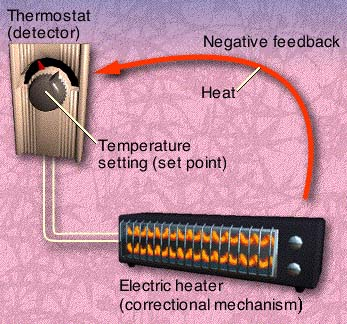 Thermostat
(detector)
Negative feedback
Heat
Temperature
setting (set point)
Electric heater
(correctional mechanism)